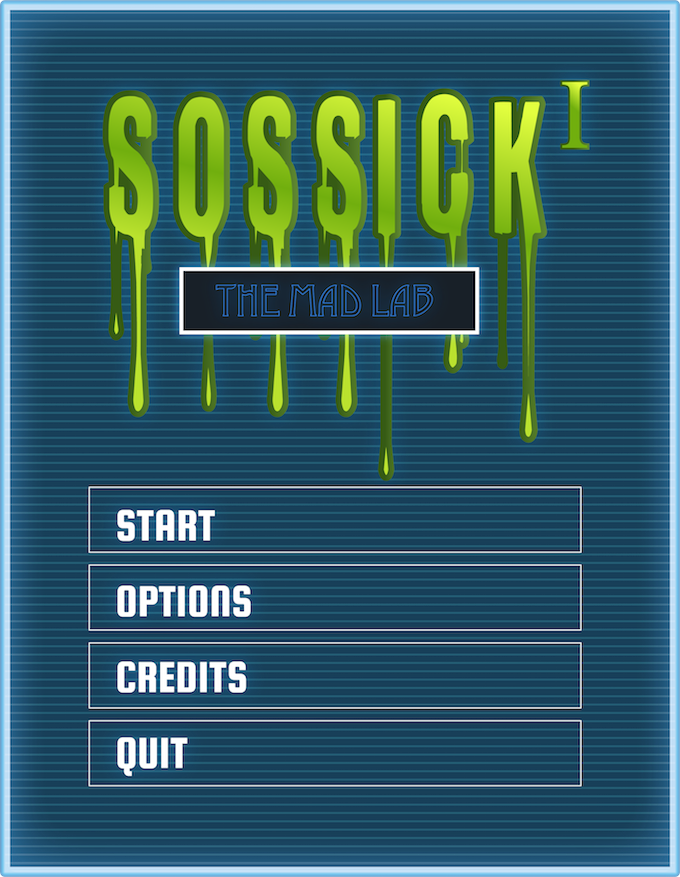 SOSSICK I
THE MAD LAB
START
OPTIONS
CREDITS
QUIT